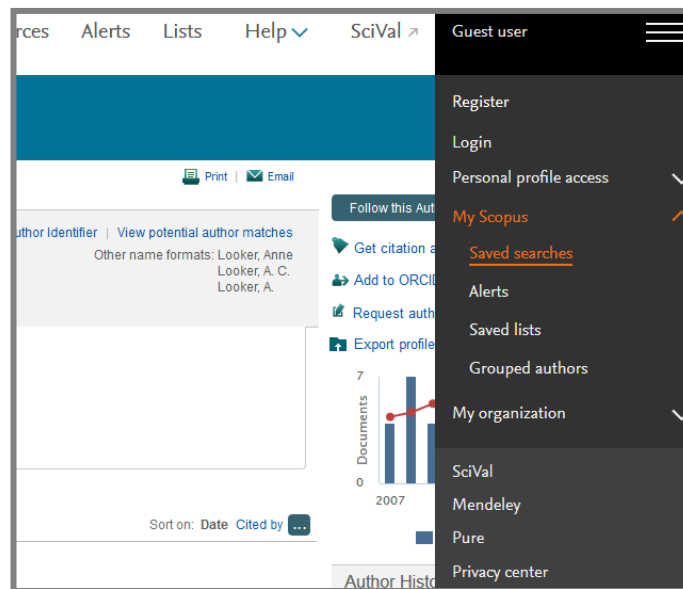 rces Alerts Lists Help SciVal
Guest user
Register
Login
Personal profile access
My Scopus
Saved searches
Alerts
Saved lists
Grouped authors
My organization
SciVal
Mendeley
Pure
Privacy center
Print | Email
uthor Identifier | View potential author matches
Other name formats: Looker, Anne
Looker, A. C.
Looker, A.
Follow this Aut
Get citation a
Add to ORCI
Request auth
Export profile
7
Documents
0
2007
Sort on: Date Cited by ...
Author Histo